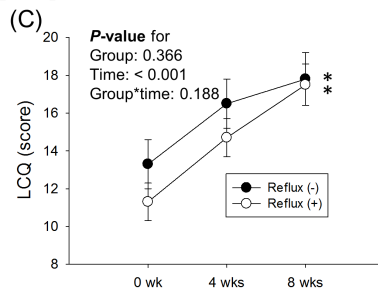 (C)
P-value for
Group: 0.366
Time: < 0.001
Group*time: 0.188
LCQ (score)
20
18
16
14
12
10
8
*
*
Reflux (-)
Reflux (+)
0 wk 4 wks 8 wks